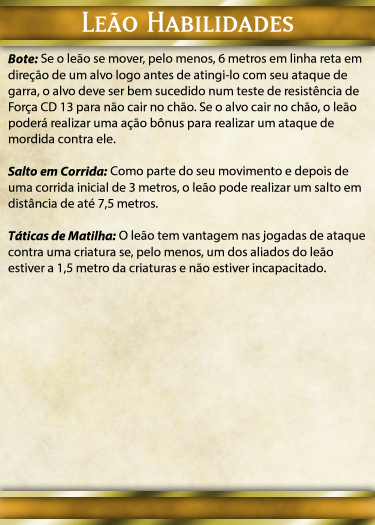 Leão Habilidades
Bote: Se o leão se mover, pelo menos, 6 metros em linha reta em
direção de um alvo logo antes de atingi-lo com seu ataque de
garra, o alvo deve ser bem sucedido num teste de resistência de
Força CD 13 para não cair no chão. Se o alvo cair no chão, o leão
poderá realizar uma ação bônus para realizar um ataque de
mordida contra ele.
Salto em Corrida: Como parte do seu movimento e depois de
uma corrida inicial de 3 metros, o leão pode realizar um salto em
distância de até 7,5 metros.
Táticas de Matilha: O leão tem vantagem nas jogadas de ataque
contra uma criatura se, pelo menos, um dos aliados do leão
estiver a 1,5 metro da criaturas e não estiver incapacitado.